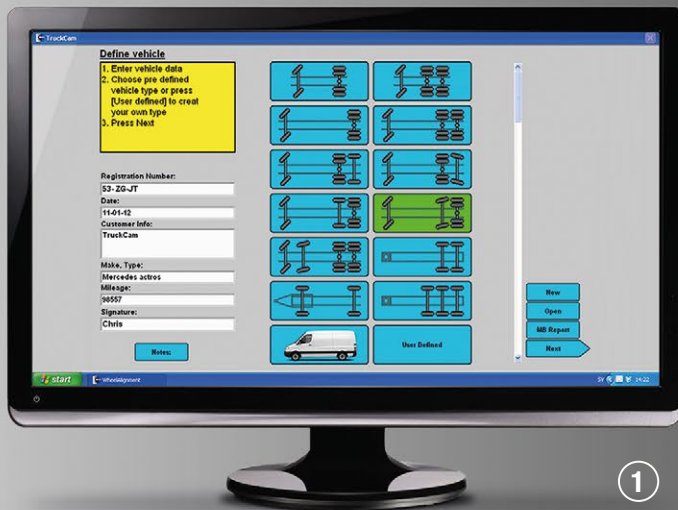 TruckCam
Define vehicle
1. Enter vehicle data
2. Choose pre defined
vehicle type or press
[User defined] to creat
your own type
3. Press Next
Registration Number:
53-ZG-JT
Date:
11-01-12
Customer Info:
TruckCam
Make, Type:
Mercedes actros
Mileage:
98557
Signature:
Chris
Notes:
User Defined
New
Open
MB Report
Next
start
WheelAlignment
SV
14:22
1